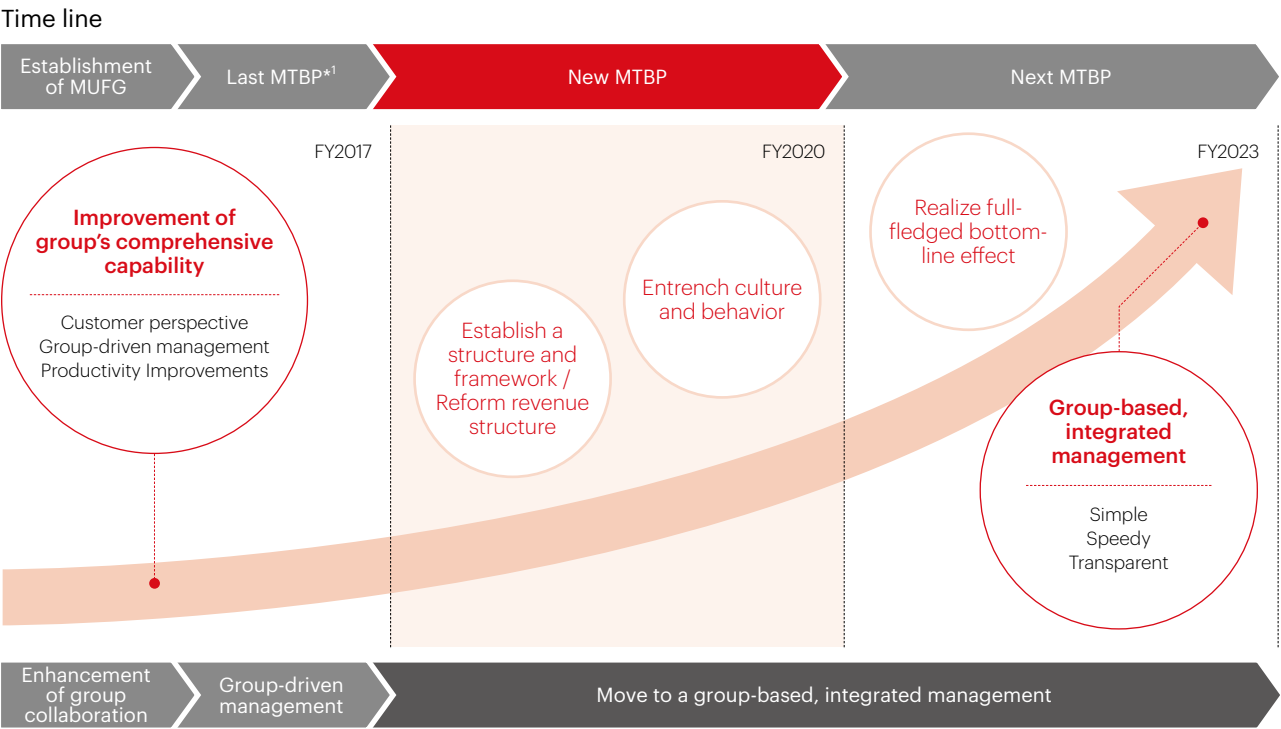 Time line
Establishment
of MUFG
Last MTBP*1
New MTBP
Next MTBP
FY2017
FY2020
FY2023
Improvement of
group's comprehensive
capability
Customer perspective
Group-driven management
Productivity Improvements
Establish a
structure and
framework /
Reform revenue
structure
Entrench culture
and behavior
Realize full-
fledged bottom-
line effect
Group-based,
integrated
management
Simple
Speedy
Transparent
Enhancement
of group
collaboration
Group-driven
management
Move to a group-based, integrated management